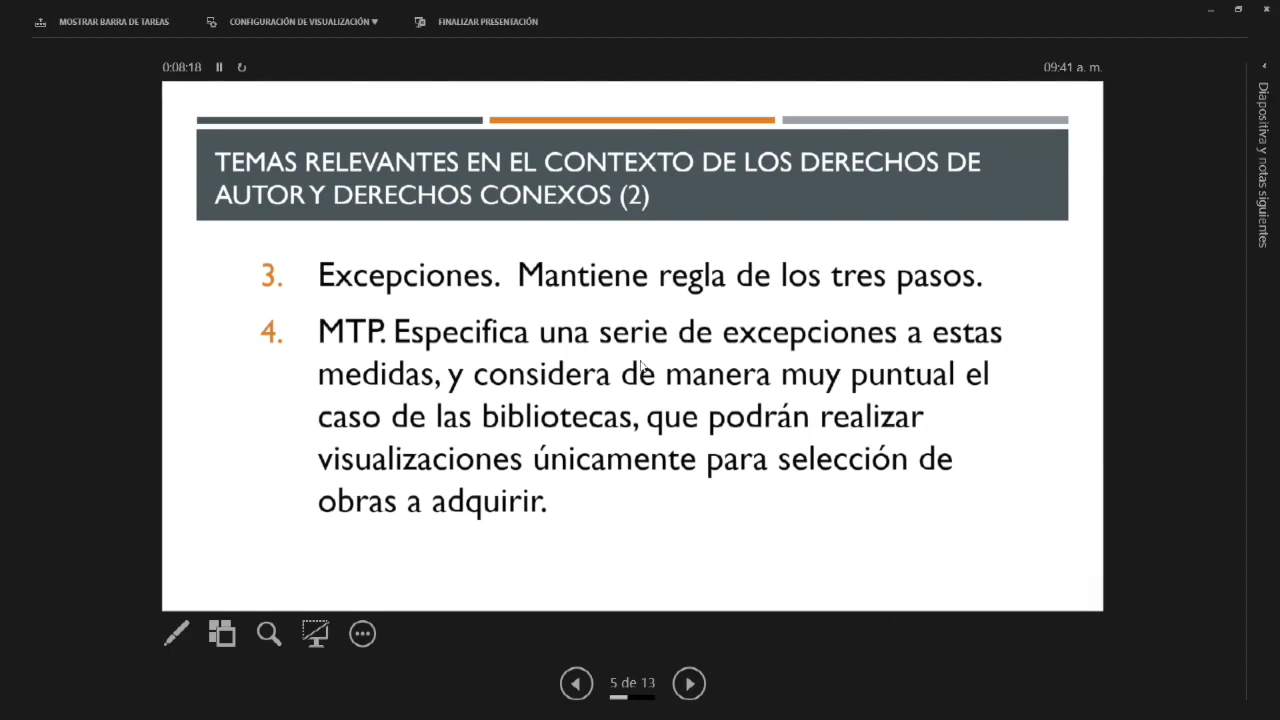 MOSTRAR BARRA DE TAREAS CONFIGURACIÓN DE VISUALIZACIÓN ▼ FINALIZAR PRESENTACIÓN
0:08:18 09:41 a. m.
TEMAS RELEVANTES EN EL CONTEXTO DE LOS DERECHOS DE
AUTOR Y DERECHOS CONEXOS (2)
3. Excepciones. Mantiene regla de los tres pasos.
4. MTP. Especifica una serie de excepciones a estas
medidas, y considera de manera muy puntual el
caso de las bibliotecas, que podrán realizar
visualizaciones únicamente para selección de
obras a adquirir.
5 de 13
Diapositiva y notas siguientes